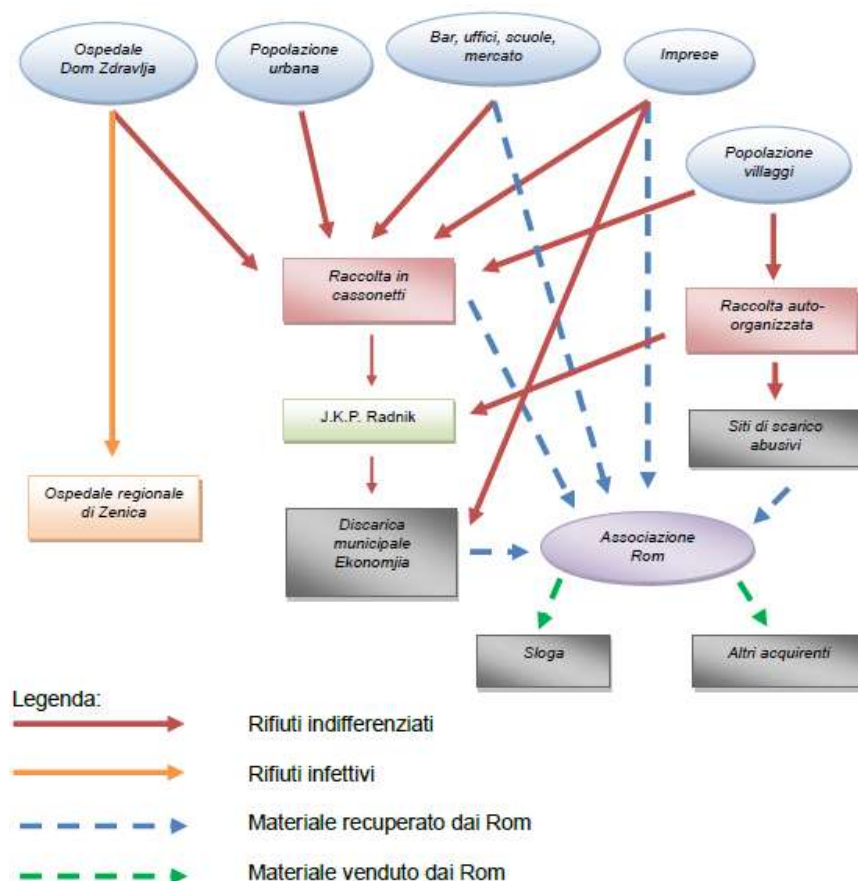 Ospedale
Dom Zdravlja
Popolazione
urbana
Bar, uffici, scuole,
mercato
Imprese
Popolazione
villaggi
Raccolta in
cassonetti
Raccolta auto-
organizzata
J.K.P. Radnik
Siti di scarico
abusivi
Ospedale regionale
di Zenica
Discarica
municipale
Ekonomjia
Associazione
Rom
Sloga
Altri acquirenti
Legenda:
Rifiuti indifferenziati
Rifiuti infettivi
Materiale recuperato dai Rom
Materiale venduto dai Rom